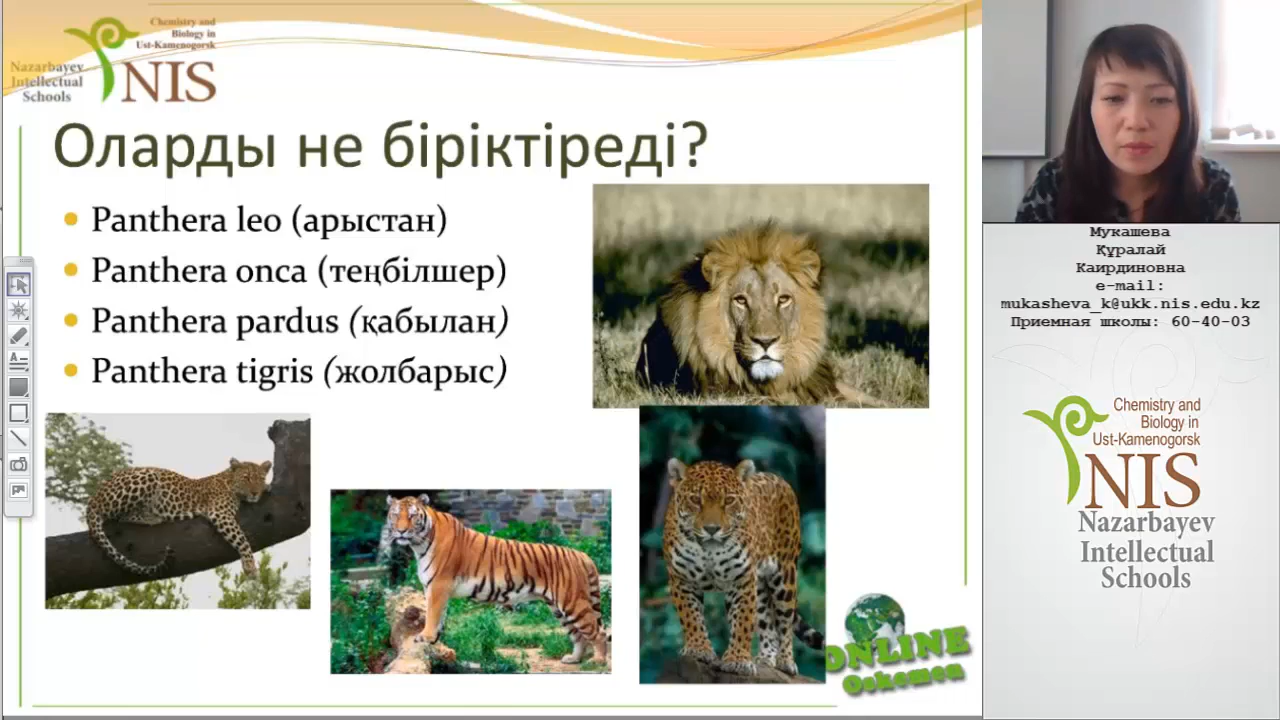 Chemistry and
Biology in
Ust-Kamenogorsk
Nazarbayev
Intellectual
Schools
NIS
Оларды не біріктіреді?
Panthera leo (арыстан)
Panthera onca (теңбілшер)
Panthera pardus (қабылан)
Panthera tigris (жолбарыс)
ONLINE
Oskemen
Мукашева
Құралай
Каирдиновна
e-mail:
mukasheva_k@ukk.nis.edu.kz
Приемная школы: 60-40-03
Chemistry and
Biology in
Ust-Kamenogorsk
NIS
Nazarbayev
Intellectual
Schools